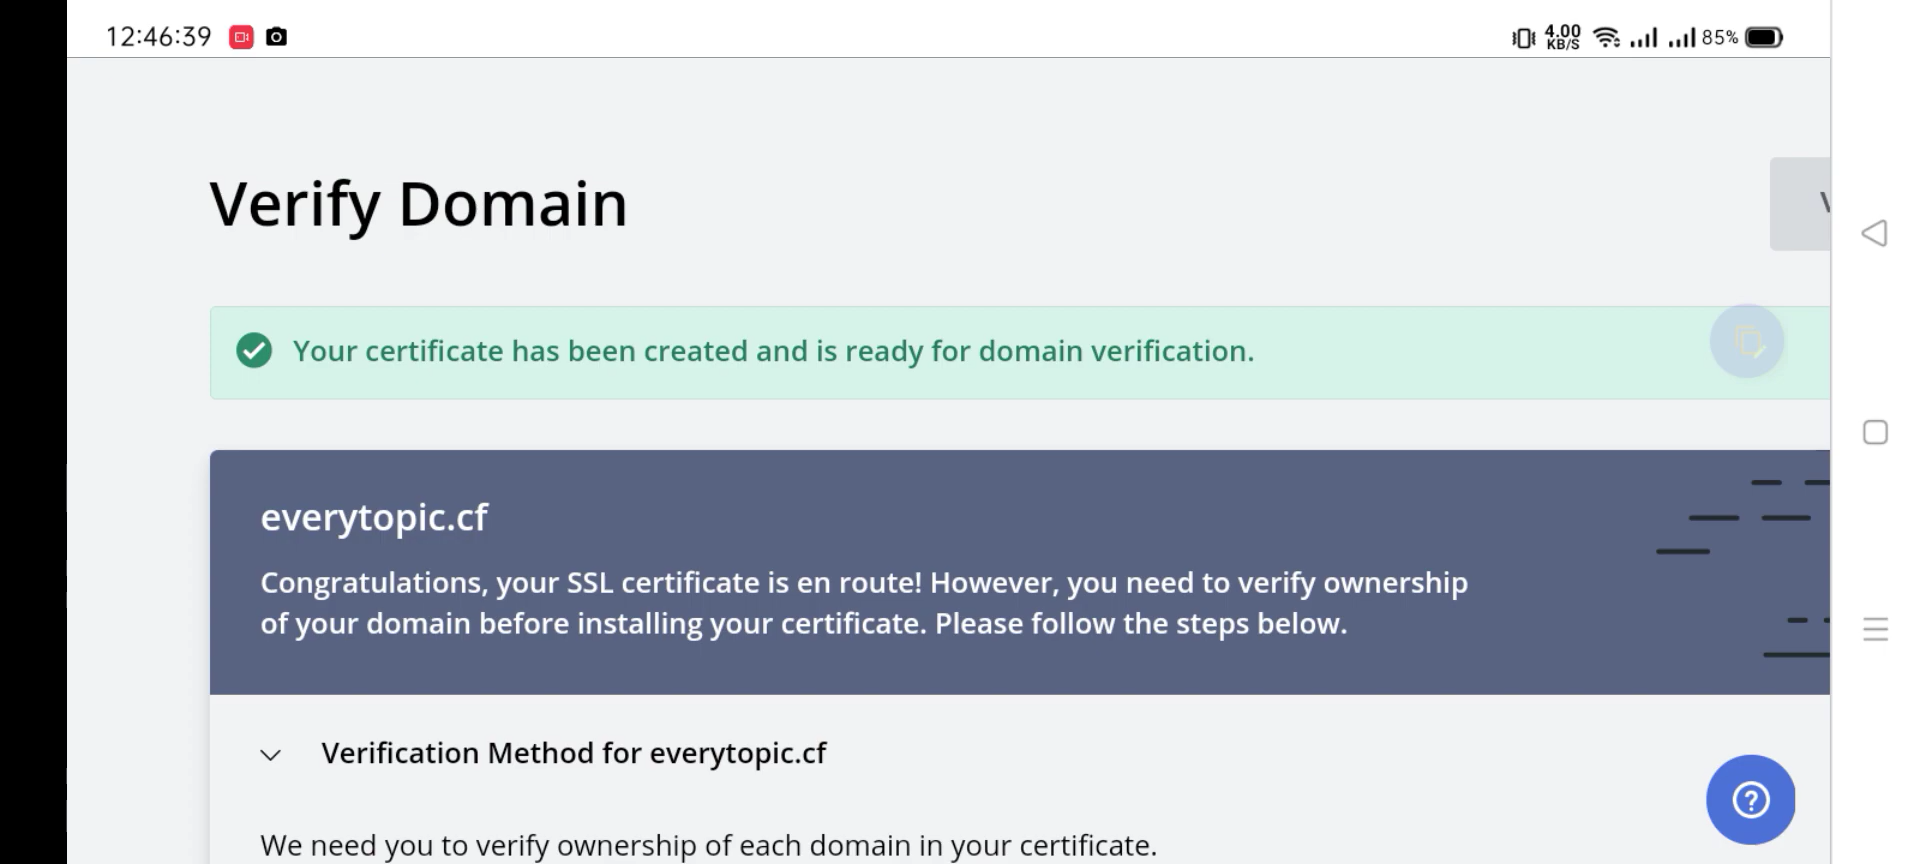 12:46:39
4.00
KB/S
85%
Verify Domain
Your certificate has been created and is ready for domain verification.
everytopic.cf
Congratulations, your SSL certificate is en route! However, you need to verify ownership
of your domain before installing your certificate. Please follow the steps below.
Verification Method for everytopic.cf
We need you to verify ownership of each domain in your certificate.